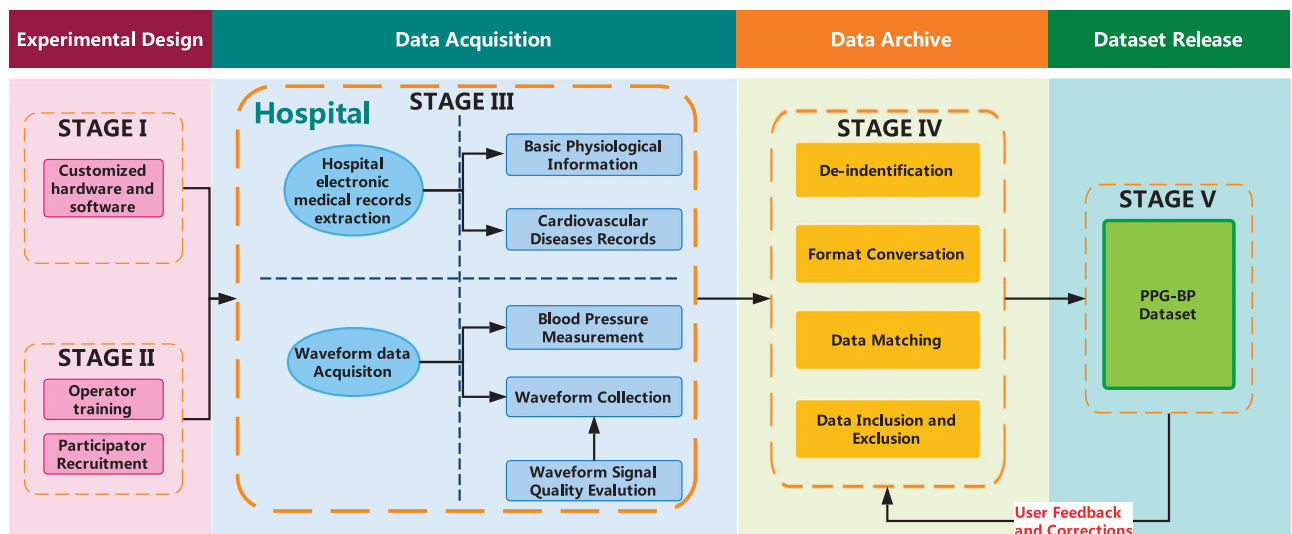 Experimental Design
Data Acquisition
Data Archive
Dataset Release
STAGE I
Customized
hardware and
software
STAGE II
Operator
training
Participator
Recruitment
Hospital
STAGE III
Hospital
electronic
medical records
extraction
Basic Physiological
Information
Cardiovascular
Diseases Records
Waveform data
Acquisiton
Blood Pressure
Measurement
Waveform Collection
Waveform Signal
Quality Evalution
STAGE IV
De-indentification
Format Conversation
Data Matching
Data Inclusion and
Exclusion
STAGE V
PPG-BP
Dataset
User Feedback
and Corrections